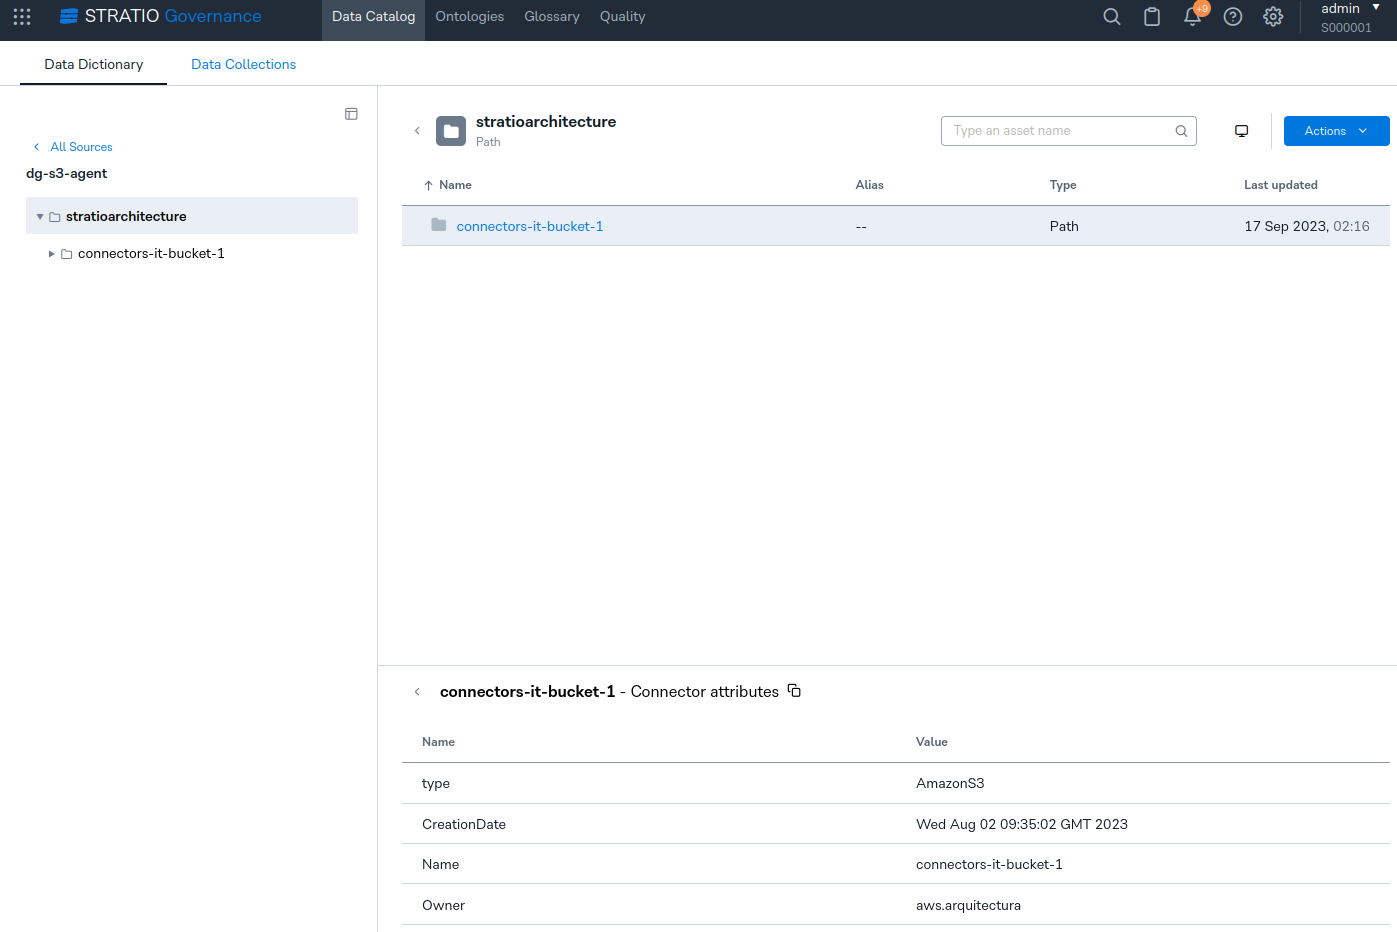 STRATIO Governance
Data Catalog
Ontologies
Glossary
Quality
+9
admin
S000001
Data Dictionary
Data Collections
All Sources
dg-s3-agent
stratioarchitecture
connectors-it-bucket-1
stratioarchitecture
Path
Type an asset name
Actions
Name Alias Type Last updated
connectors-it-bucket-1 -- Path 17 Sep 2023, 02:16
connectors-it-bucket-1 - Connector attributes
Name Value
type AmazonS3
CreationDate Wed Aug 02 09:35:02 GMT 2023
Name connectors-it-bucket-1
Owner aws.arquitectura